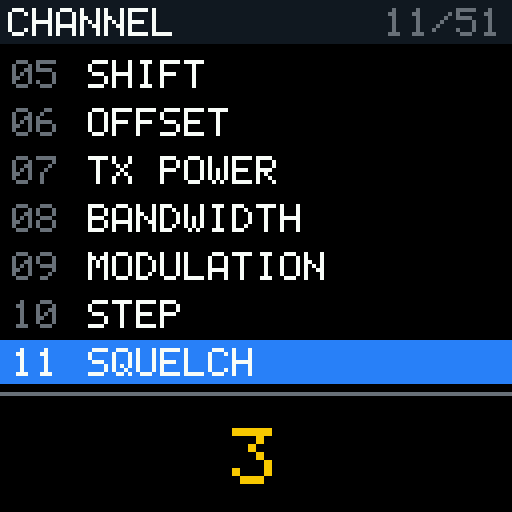 CHANNEL 11/51
05 SHIFT
06 OFFSET
07 TX POWER
08 BANDWIDTH
09 MODULATION
10 STEP
11 SQUELCH
3